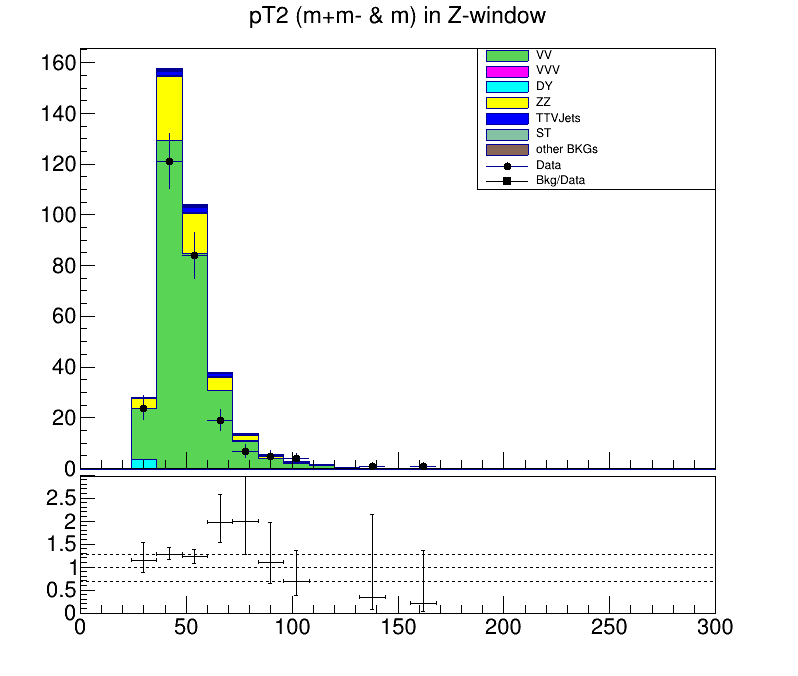 pT2 (m+m- & m) in Z-window
160
140
120
100
80
60
40
20
0
VV
VVV
DY
ZZ
TTVJets
ST
other BKGs
Data
Bkg/Data
2.5
2
1.5
1
0.5
0
0 50 100 150 200 250 300